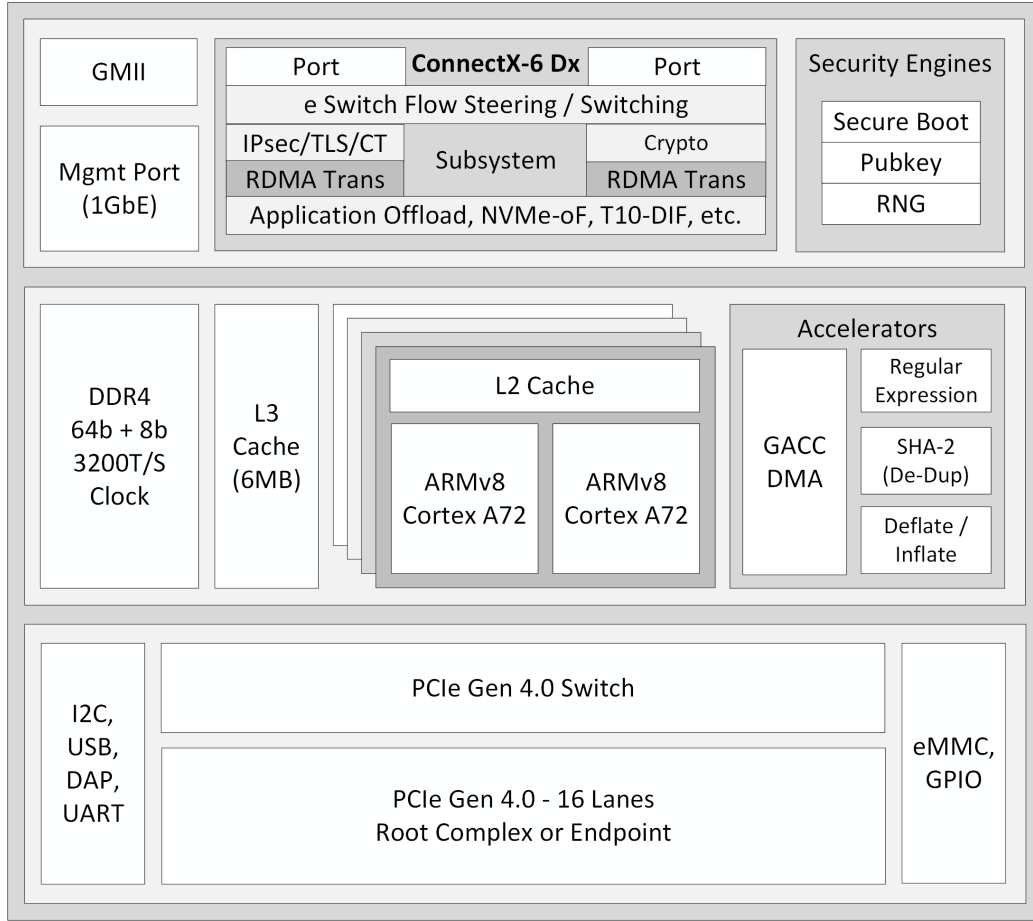 GMII
Mgmt Port
(1GbE)
Port
ConnectX-6 Dx
Port
e Switch Flow Steering / Switching
IPsec/TLS/CT
Subsystem
Crypto
RDMA Trans
RDMA Trans
Application Offload, NVMe-oF, T10-DIF, etc.
Security Engines
Secure Boot
Pubkey
RNG
DDR4
64b + 8b
3200T/S
Clock
L3
Cache
(6MB)
L2 Cache
ARMv8
Cortex A72
ARMv8
Cortex A72
Accelerators
GACC
DMA
Regular
Expression
SHA-2
(De-Dup)
Deflate /
Inflate
I2C,
USB,
DAP,
UART
PCIe Gen 4.0 Switch
PCIe Gen 4.0 - 16 Lanes
Root Complex or Endpoint
eMMC,
GPIO